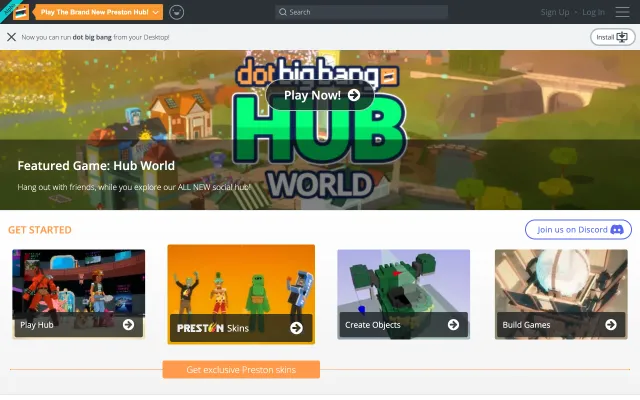 Play The Brand New Preston Hub!
Search
Sign Up - Log In
Now you can run dot big bang from your Desktop!
Install
dot big bang
Play Now!
HUB
WORLD
Featured Game: Hub World
Hang out with friends, while you explore our ALL NEW social hub!
GET STARTED
Join us on Discord
Play Hub
PRESTON Skins
Create Objects
Build Games
Get exclusive Preston skins